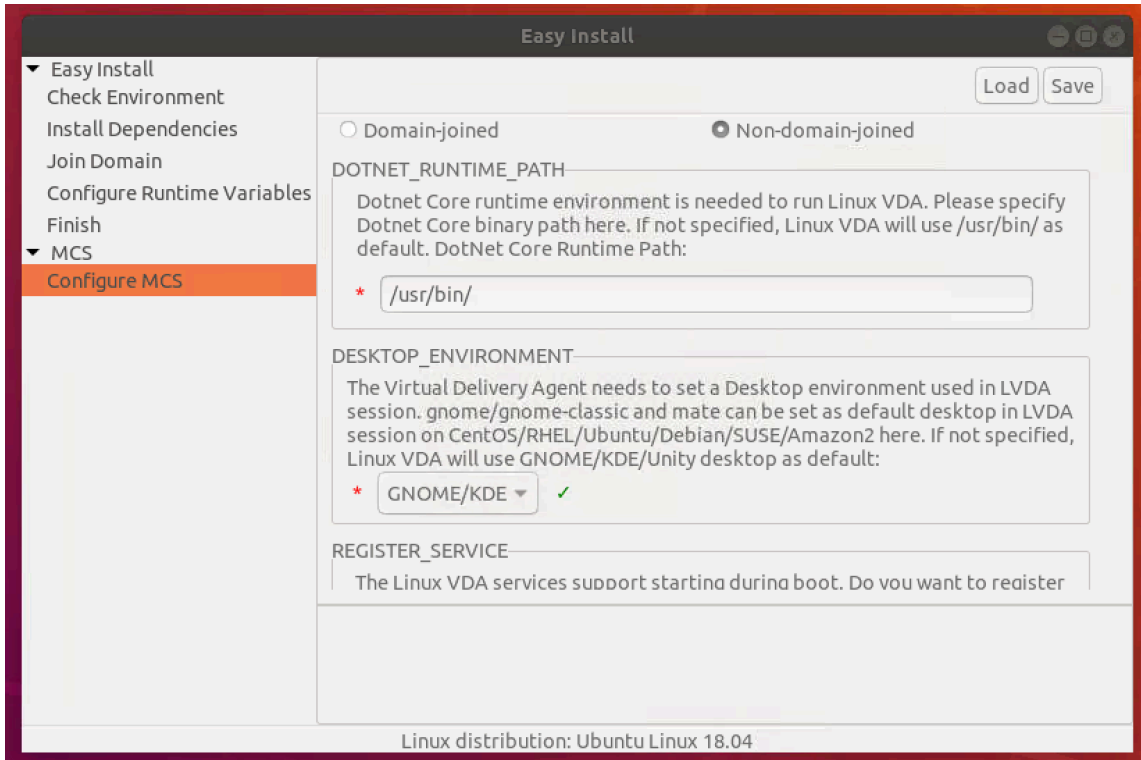 Easy Install
Easy Install
Check Environment
Install Dependencies
Join Domain
Configure Runtime Variables
Finish
MCS
Configure MCS
Load Save
Domain-joined Non-domain-joined
DOTNET_RUNTIME_PATH
Dotnet Core runtime environment is needed to run Linux VDA. Please specify
Dotnet Core binary path here. If not specified, Linux VDA will use /usr/bin/ as
default. DotNet Core Runtime Path:
* /usr/bin/
DESKTOP_ENVIRONMENT
The Virtual Delivery Agent needs to set a Desktop environment used in LVDA
session. gnome/gnome-classic and mate can be set as default desktop in LVDA
session on CentOS/RHEL/Ubuntu/Debian/SUSE/Amazon2 here. If not specified,
Linux VDA will use GNOME/KDE/Unity desktop as default:
* GNOME/KDE ✓
REGISTER_SERVICE
The Linux VDA services support starting during boot. Do you want to register
Linux distribution: Ubuntu Linux 18.04